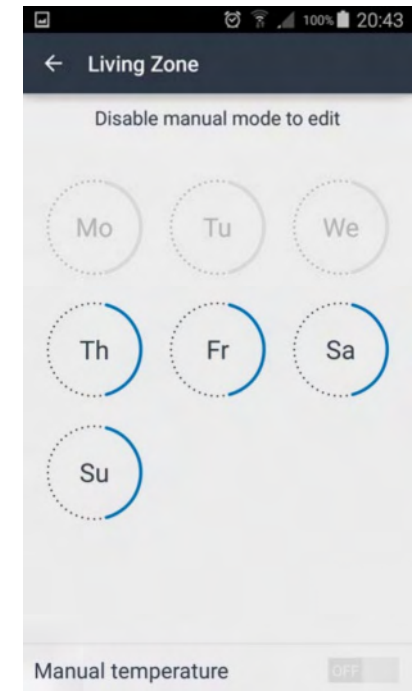 100% 20:43
Living Zone
Disable manual mode to edit
Mo Tu We
Th Fr Sa
Su
Manual temperature OFF